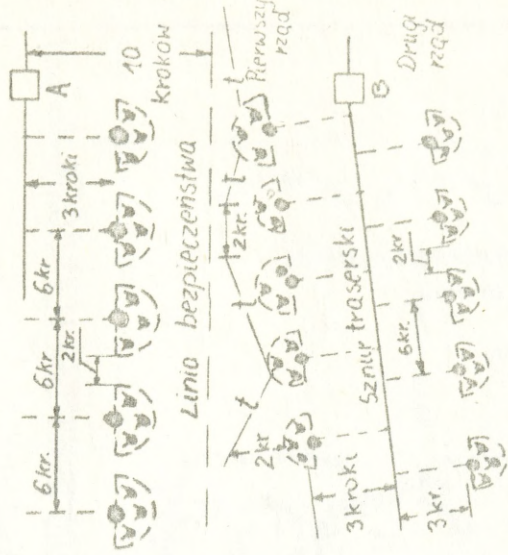 A
10
kroków
3 kroki
6 kr.
6 kr
6 kr
2 kr.
Linia bezpieczeństwa
Pierwszy
rząd
t
t
t
t
2 kr.
2 kr
3 kroki
Sznur traserski
B
Drugi
rząd
2 kr
6 kr.
3 kr.